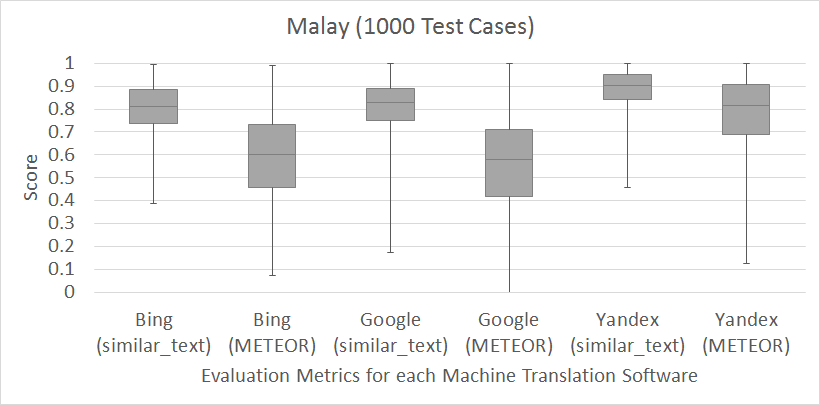 Malay (1000 Test Cases)
1
0.9
0.8
0.7
0.6
0.5
0.4
0.3
0.2
0.1
0
Score
Bing Bing Google Google Yandex Yandex
(similar_text) (METEOR) (similar_text) (METEOR) (similar_text) (METEOR)
Evaluation Metrics for each Machine Translation Software